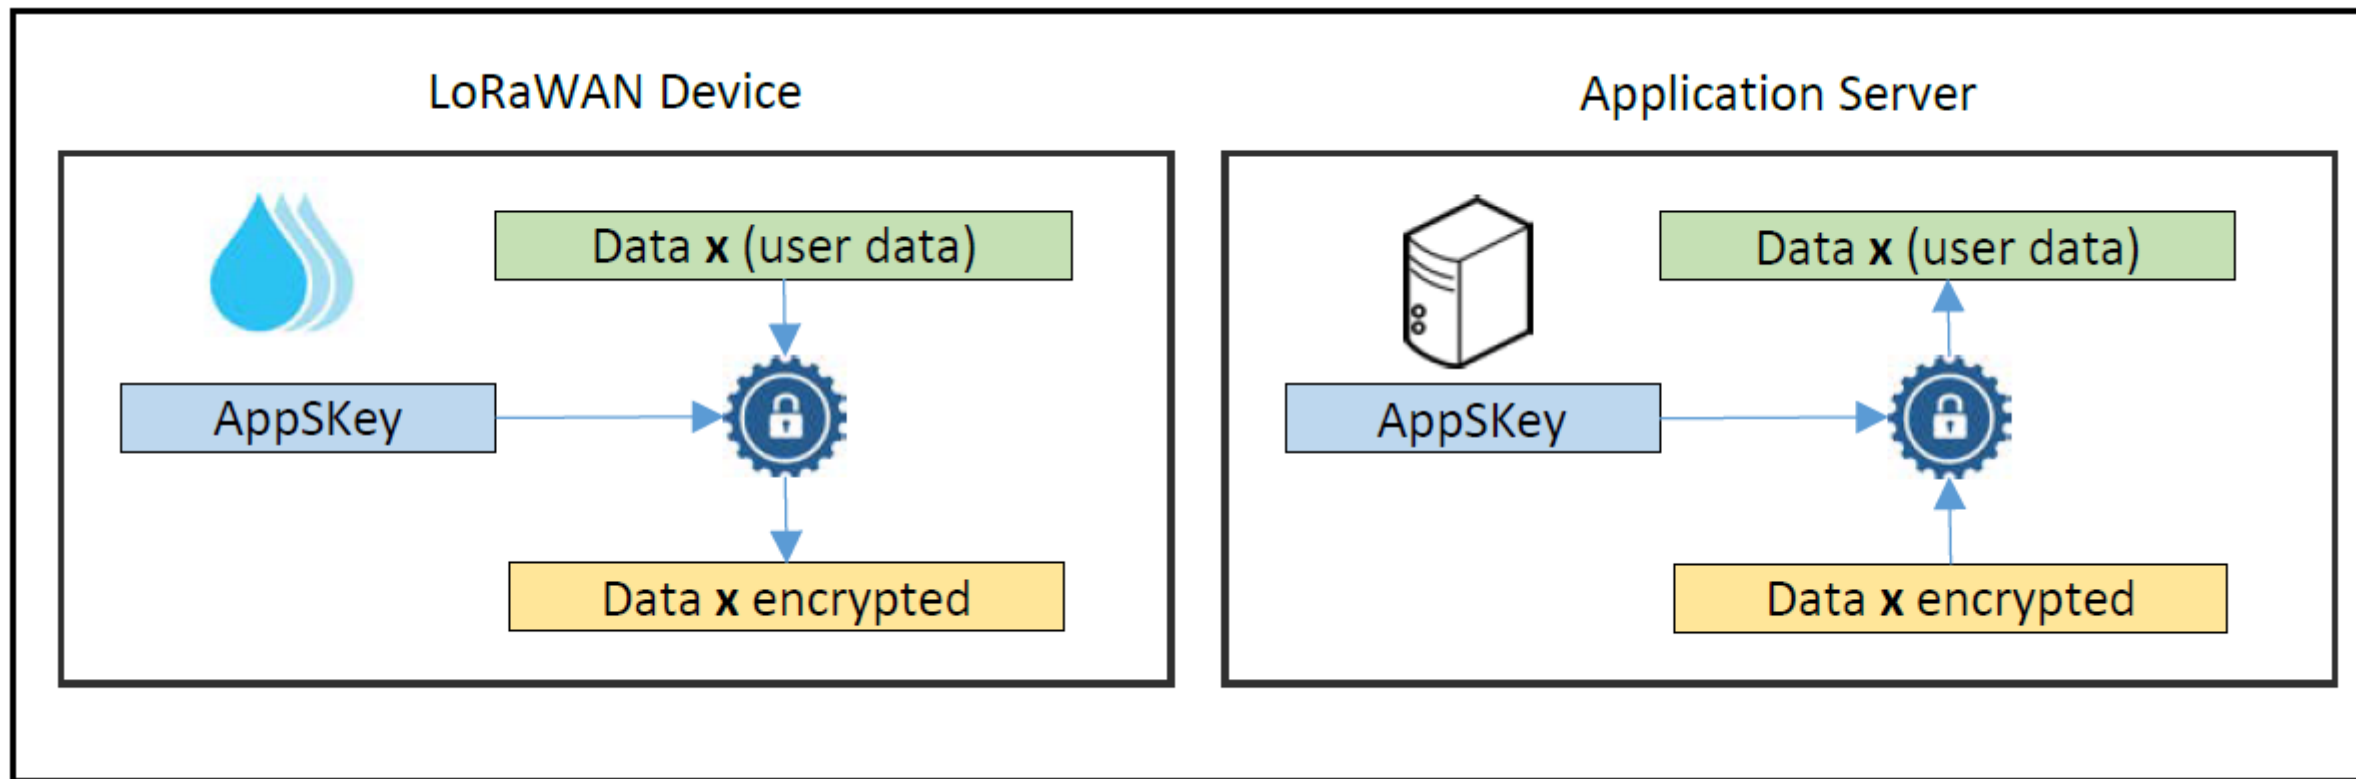 LoRaWAN Device
Data x (user data)
AppSKey
Data x encrypted
Application Server
Data x (user data)
AppSKey
Data x encrypted